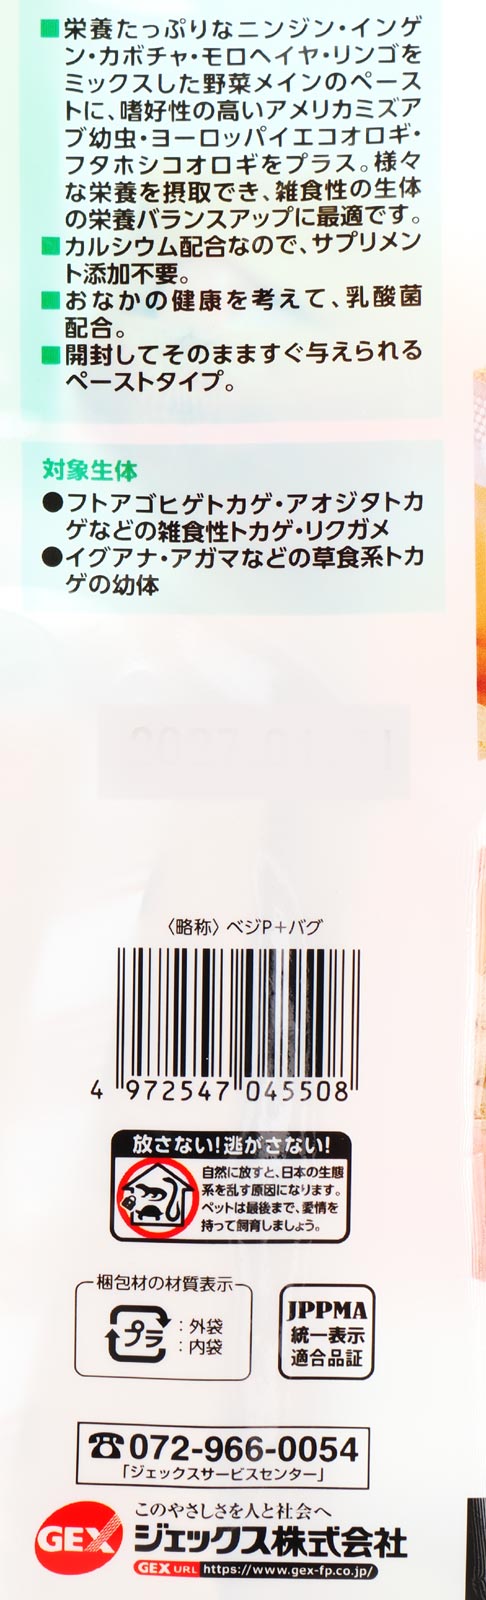 ■栄養たっぷりなニンジン・インゲ
ン・カボチャ・モロヘイヤ・リンゴを
ミックスした野菜メインのペース
トに、嗜好性の高いアメリカミズア
ブ幼虫・ヨーロッパイエコオロギ・
フタホシコオロギをプラス。様々
な栄養を摂取でき、雑食性の生体
の栄養バランスアップに最適です。
■カルシウム配合なので、サプリメン
ト添加不要。
■おなかの健康を考えて、乳酸菌
配合。
■開封してそのまますぐ与えられる
ペーストタイプ。
対象生体
●フトアゴヒゲトカゲ・アオジタトカ
ゲなどの雑食性トカゲ・リクガメ
●イグアナ・アガマなどの草食系トカ
ゲの幼体
〈略称〉ベジP+バグ
4 972547 045508
放さない!逃がさない!
自然に放すと、日本の生態
系を乱す原因になります。
ペットは最後まで、愛情を
持って飼育しましょう。
梱包材の材質表示
プラ
:外袋
:内袋
JPPMA
統一表示
適合品証
☎072-966-0054
「ジェックスサービスセンター」
このやさしさを人と社会へ
GEX ジェックス株式会社
GEX URL https://www.gex-fp.co.jp/